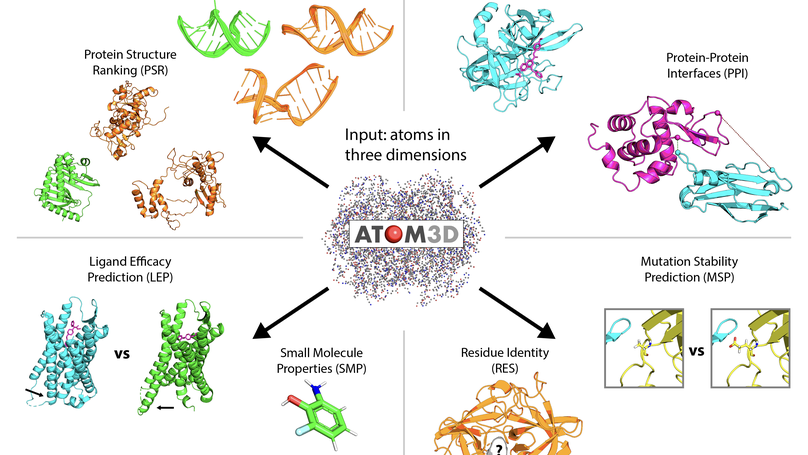 Protein Structure
Ranking (PSR)
Protein-Protein
Interfaces (PPI)
Input: atoms in
three dimensions
ATOM3D
Ligand Efficacy
Prediction (LEP)
vs
Small Molecule
Properties (SMP)
Residue Identity
(RES)
?
Mutation Stability
Prediction (MSP)
vs